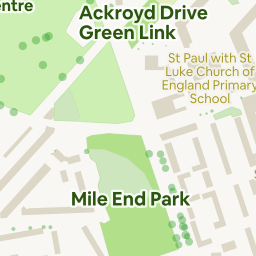 entre
Ackroyd Drive
Green Link
St Paul with St
Luke Church of
England Primary
School
Mile End Park